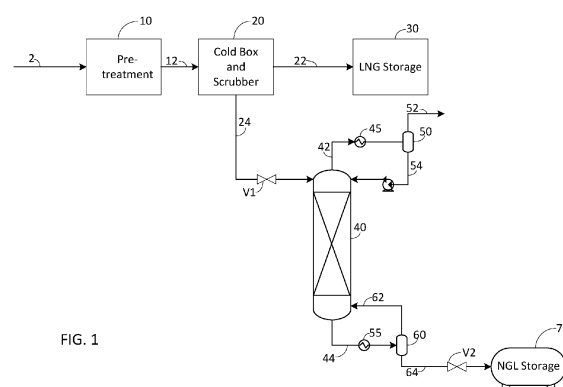 10
20
30
2
Pre-
treatment
12
Cold Box
and
Scrubber
22
LNG Storage
52
24
42
45
50
54
V1
40
62
FIG. 1
55
60
V2
7
44
64
NGL Storage